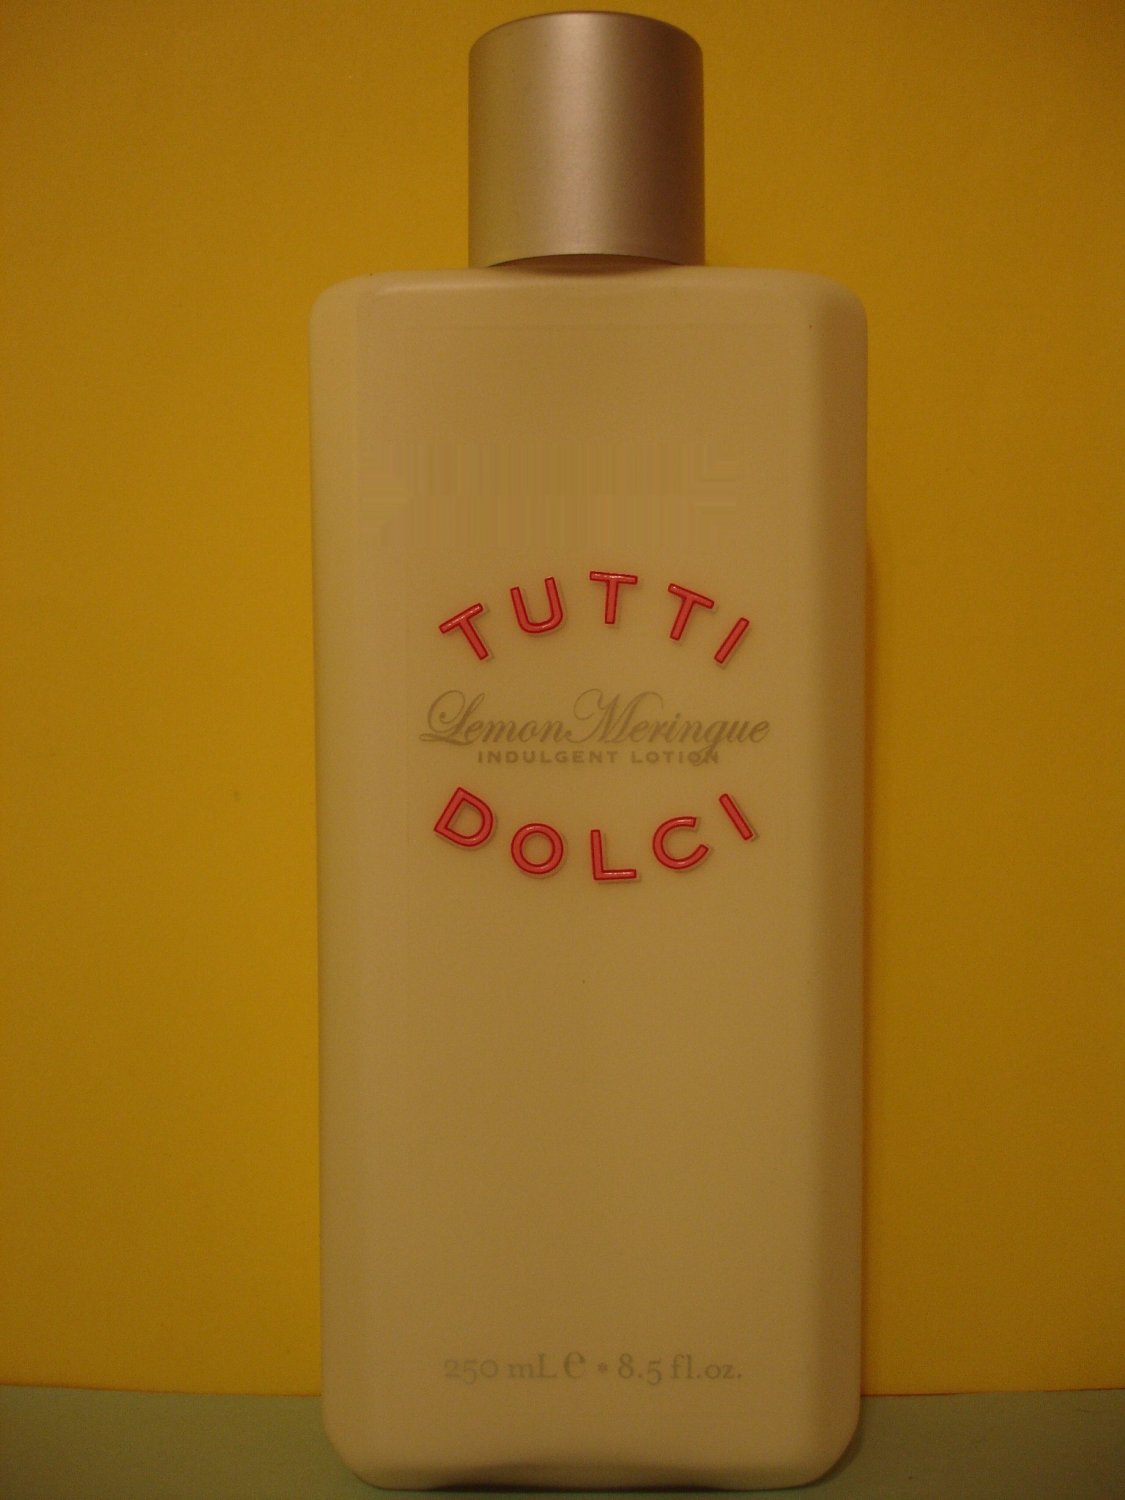 TUTTI
Lemon Meringue
INDULGENT LOTION
DOLCI
250 mL e * 8.5 fl.oz.